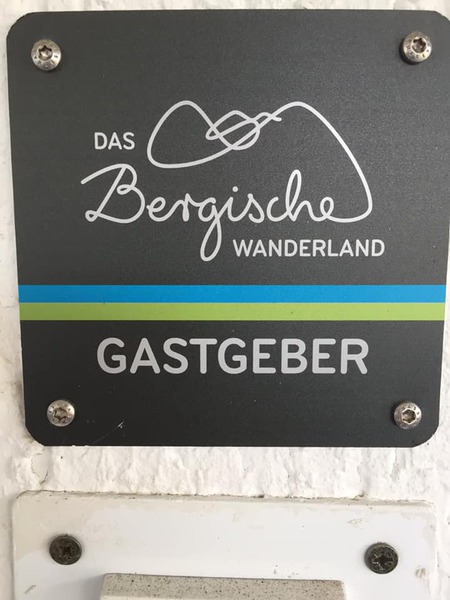 DAS
Bergische
WANDERLAND
GASTGEBER